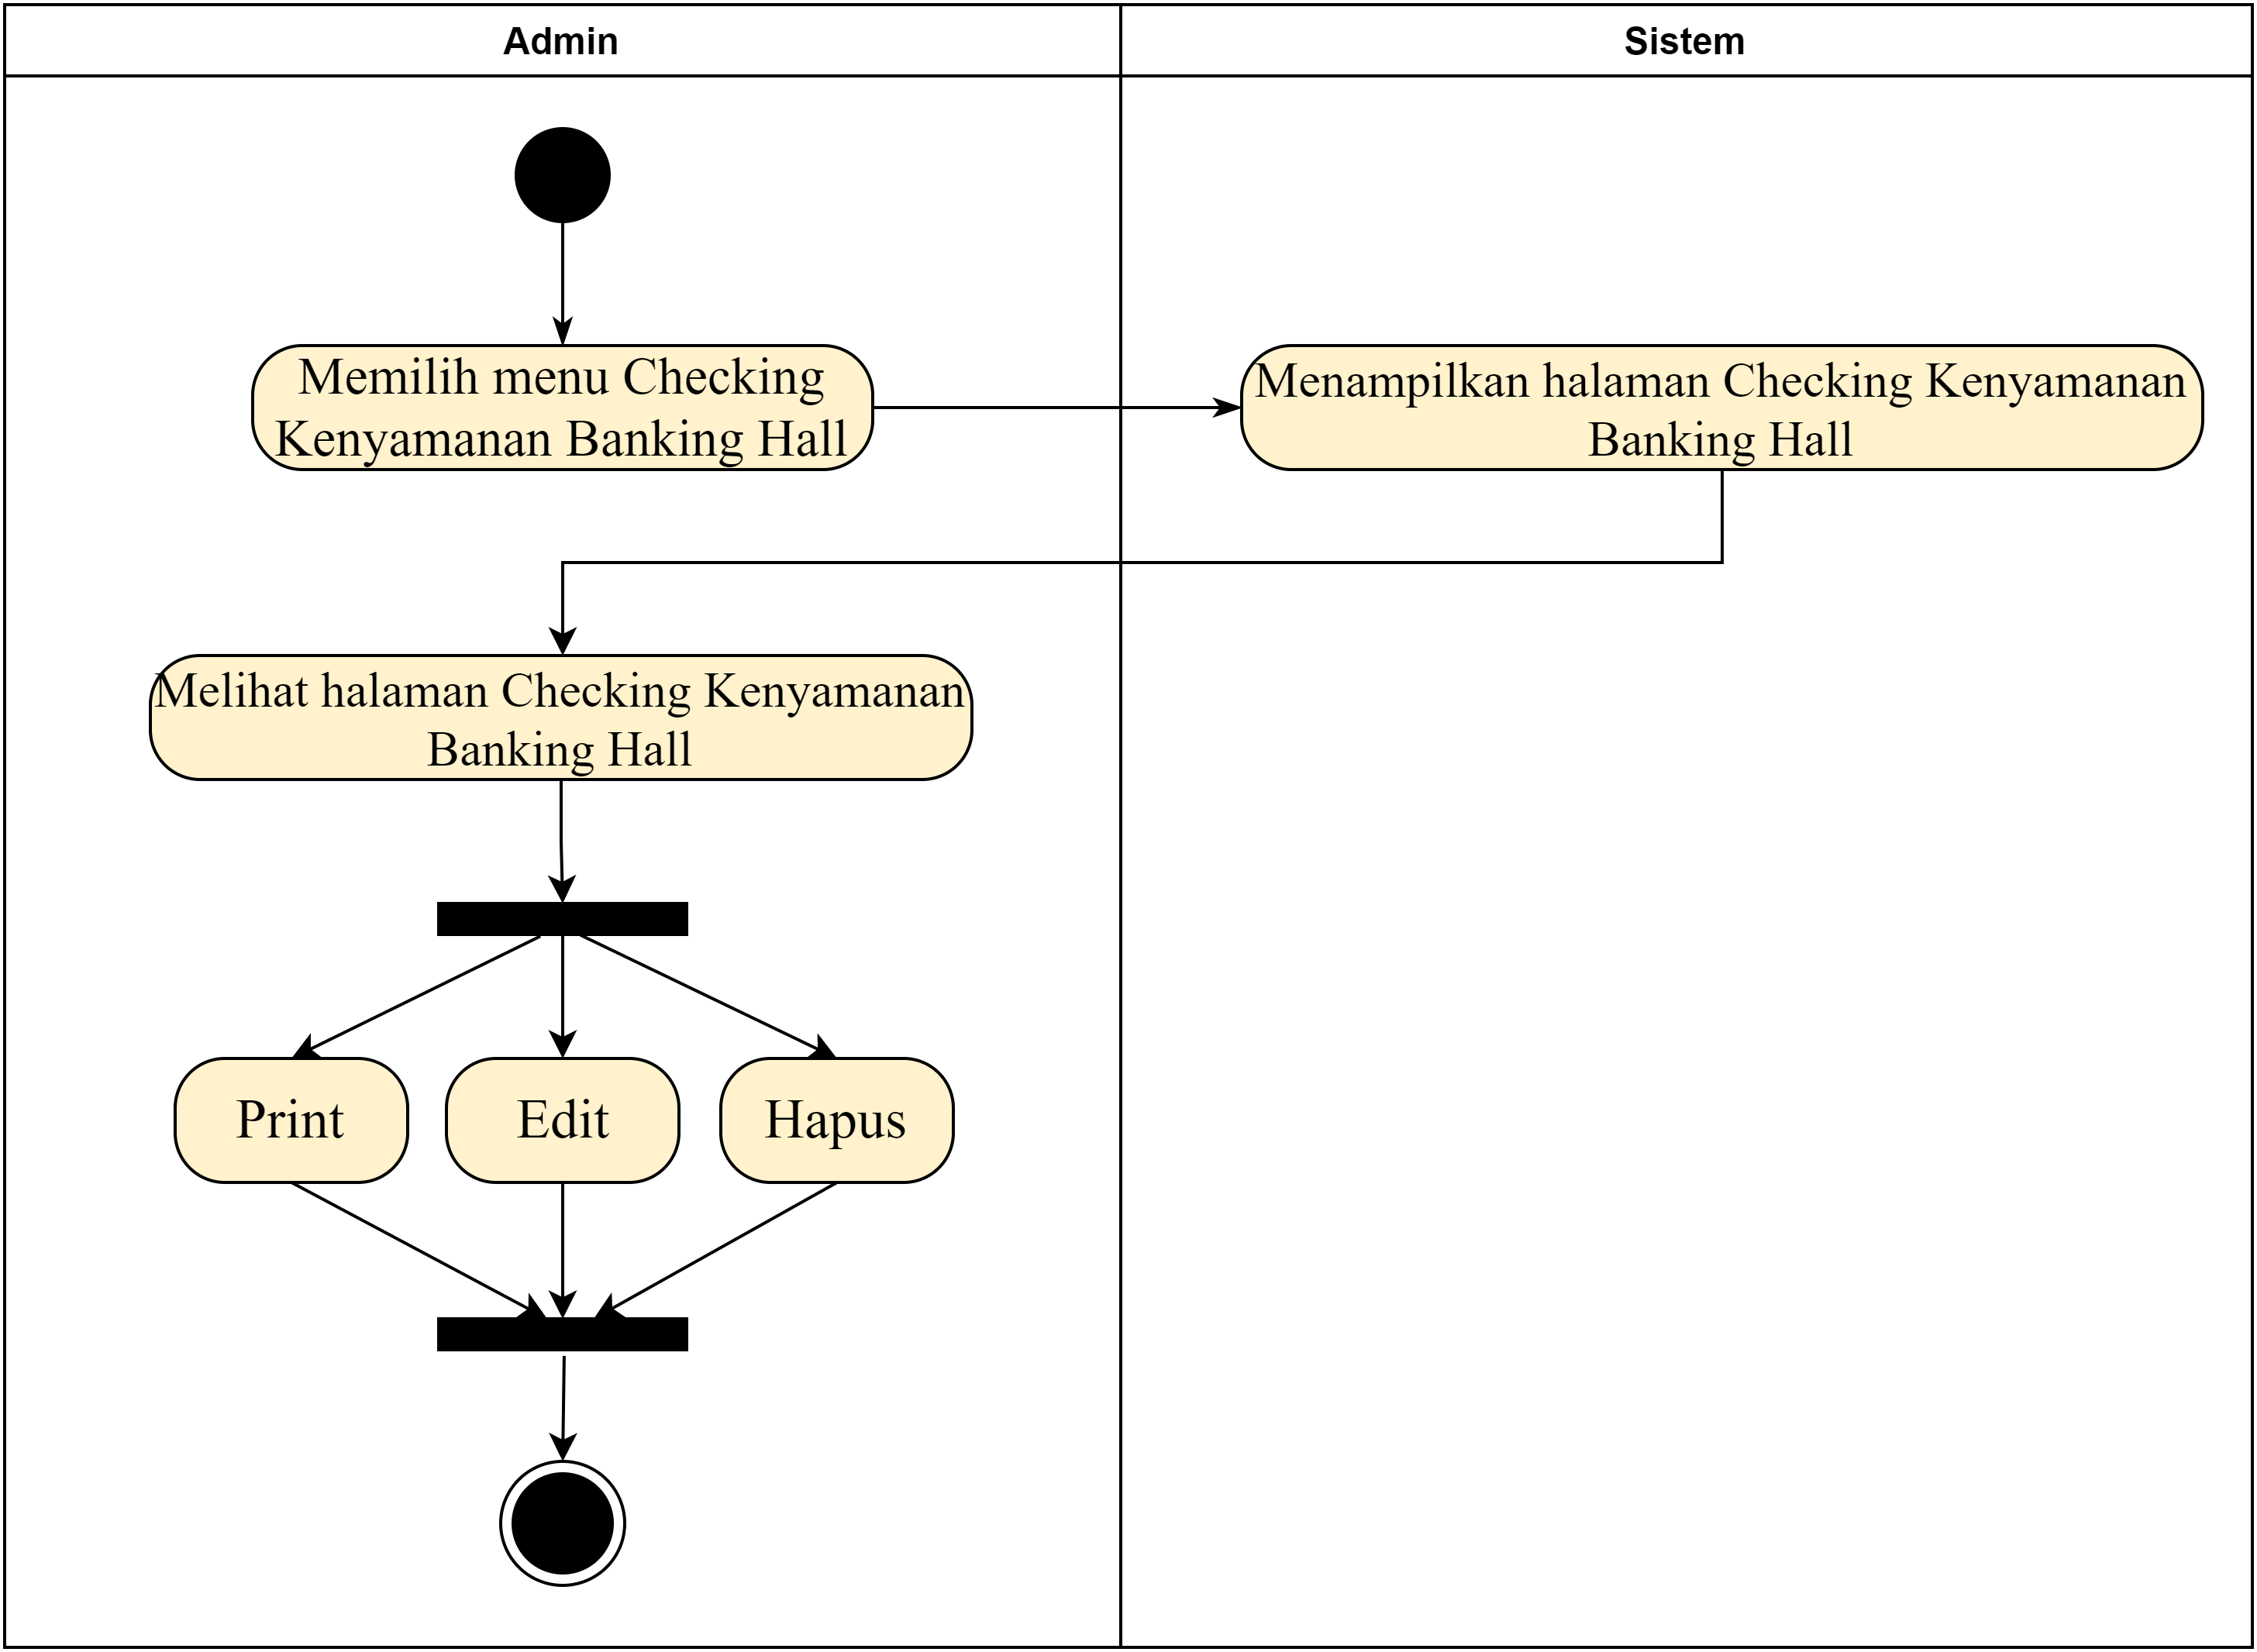 Admin
Sistem
Memilih menu Checking
Kenyamanan Banking Hall
Menampilkan halaman Checking Kenyamanan
Banking Hall
Melihat halaman Checking Kenyamanan
Banking Hall
Print
Edit
Hapus